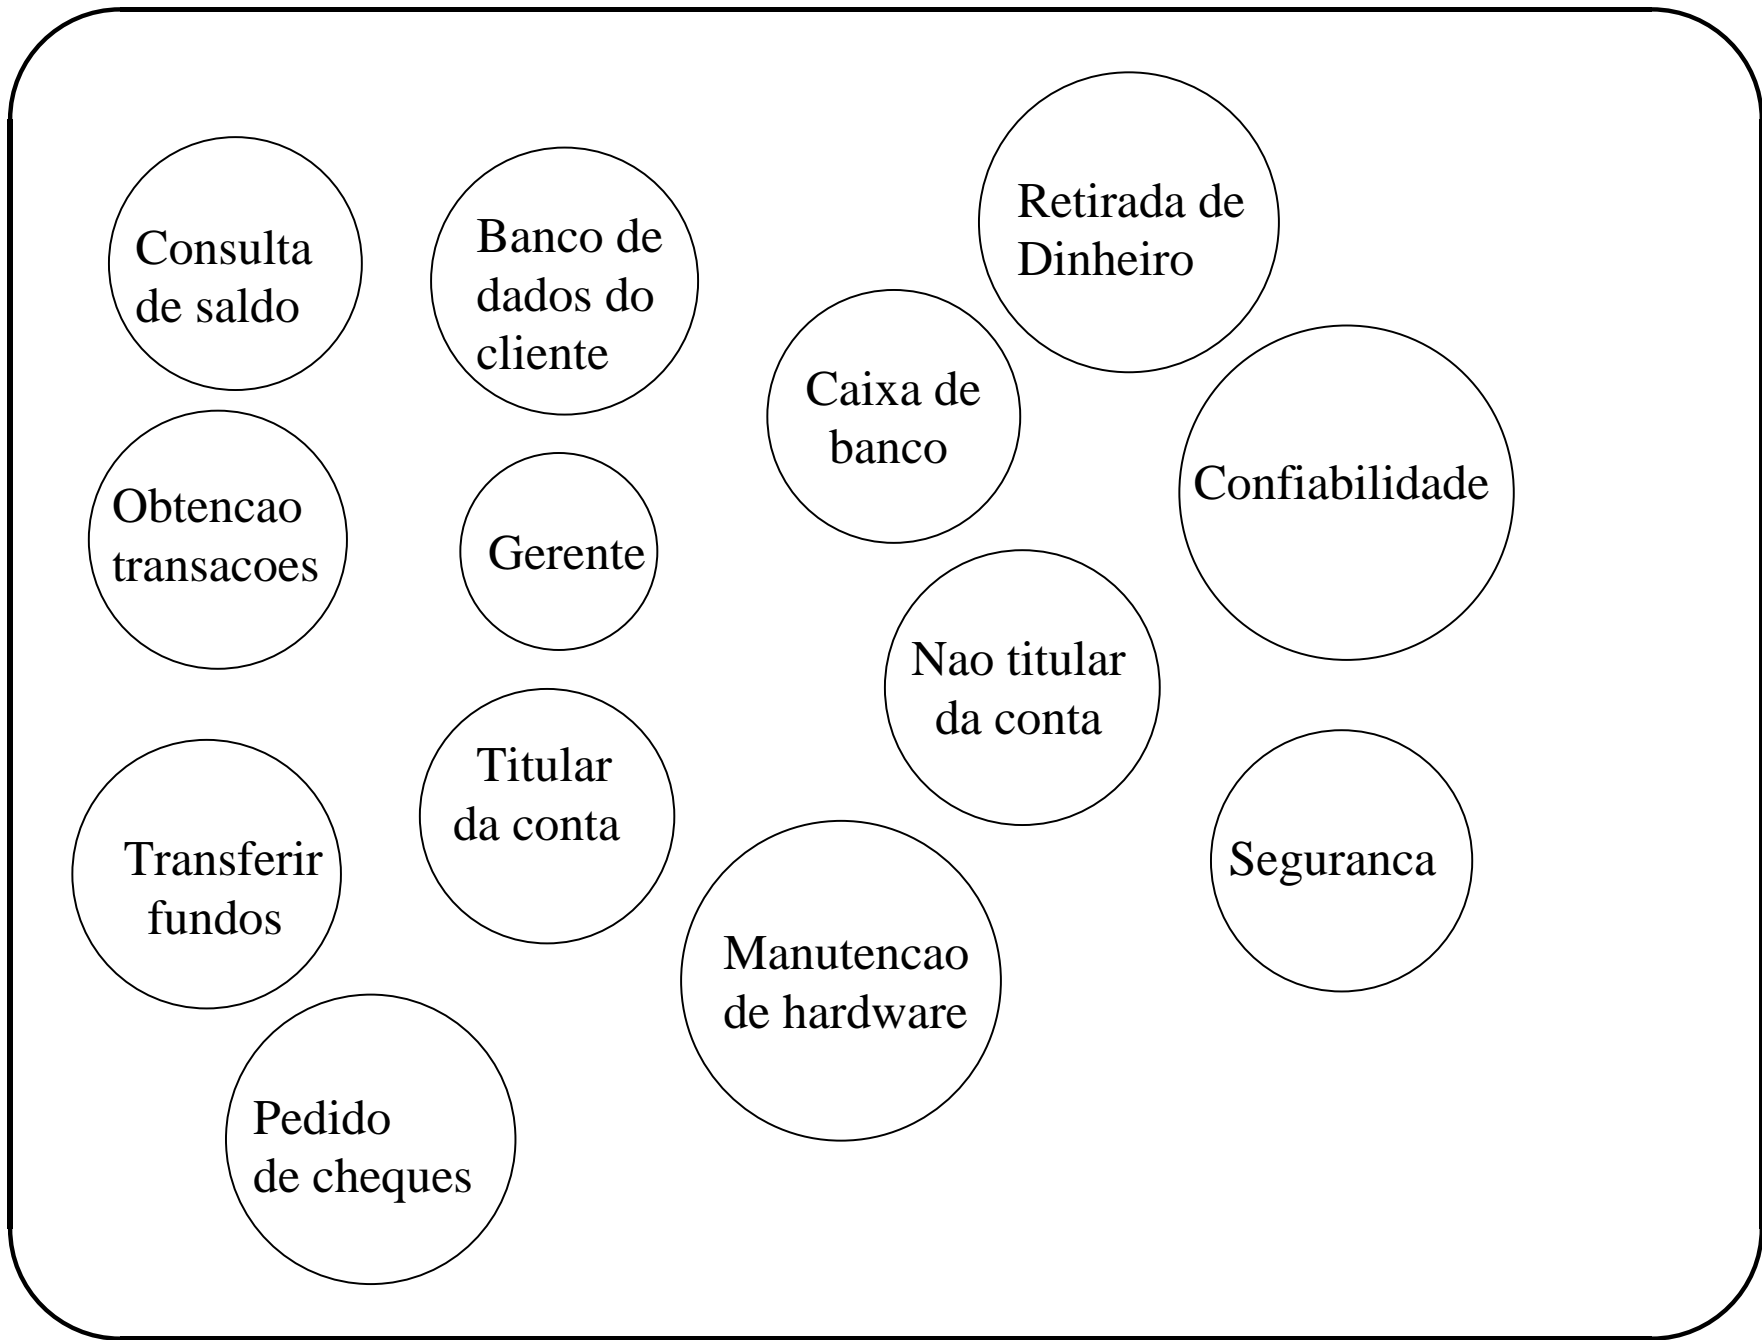 Consulta
de saldo
Banco de
dados do
cliente
Retirada de
Dinheiro
Caixa de
banco
Confiabilidade
Obtencao
transacoes
Gerente
Nao titular
da conta
Titular
da conta
Transferir
fundos
Seguranca
Manutencao
de hardware
Pedido
de cheques